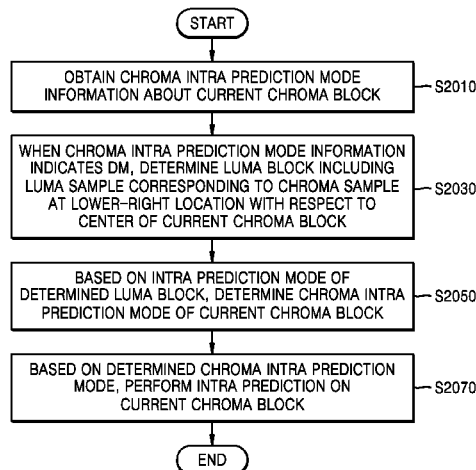 START
OBTAIN CHROMA INTRA PREDICTION MODE
INFORMATION ABOUT CURRENT CHROMA BLOCK
S2010
WHEN CHROMA INTRA PREDICTION MODE INFORMATION
INDICATES DM, DETERMINE LUMA BLOCK INCLUDING
LUMA SAMPLE CORRESPONDING TO CHROMA SAMPLE
AT LOWER-RIGHT LOCATION WITH RESPECT TO
CENTER OF CURRENT CHROMA BLOCK
S2030
BASED ON INTRA PREDICTION MODE OF
DETERMINED LUMA BLOCK, DETERMINE CHROMA INTRA
PREDICTION MODE OF CURRENT CHROMA BLOCK
S2050
BASED ON DETERMINED CHROMA INTRA PREDICTION
MODE, PERFORM INTRA PREDICTION ON
CURRENT CHROMA BLOCK
S2070
END